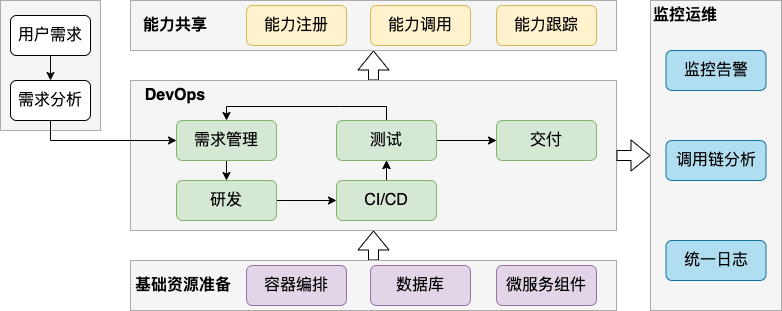 用户需求
需求分析
能力共享
能力注册
能力调用
能力跟踪
DevOps
需求管理
测试
交付
研发
CI/CD
基础资源准备
容器编排
数据库
微服务组件
监控运维
监控告警
调用链分析
统一日志